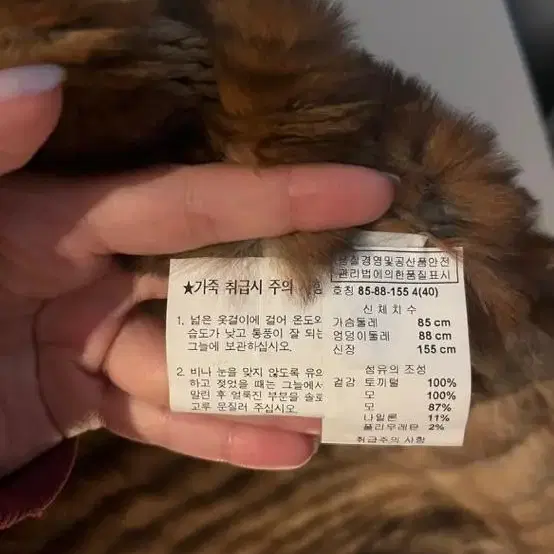 ★가죽 취급시 주의 사항
1. 넓은 옷걸이에 걸어 온도와
습도가 낮고 통풍이 잘 되는
그늘에 보관하십시오.
2. 비나 눈을 맞지 않도록 유의
하고 젖었을 때는 그늘에서
말린 후 얼룩진 부분을 솔로
고루 문질러 주십시오
품질경영및공산품안전
관리법에의한품질표시
호칭 85-88-155 4(40)
신체치수
가슴둘레 85 cm
엉덩이둘레 88 cm
신장 155 cm
섬유의 조성
겉감 토끼털 100%
모 100%
모 87%
나일론 11%
폴리우레탄 2%
취급주의 사항